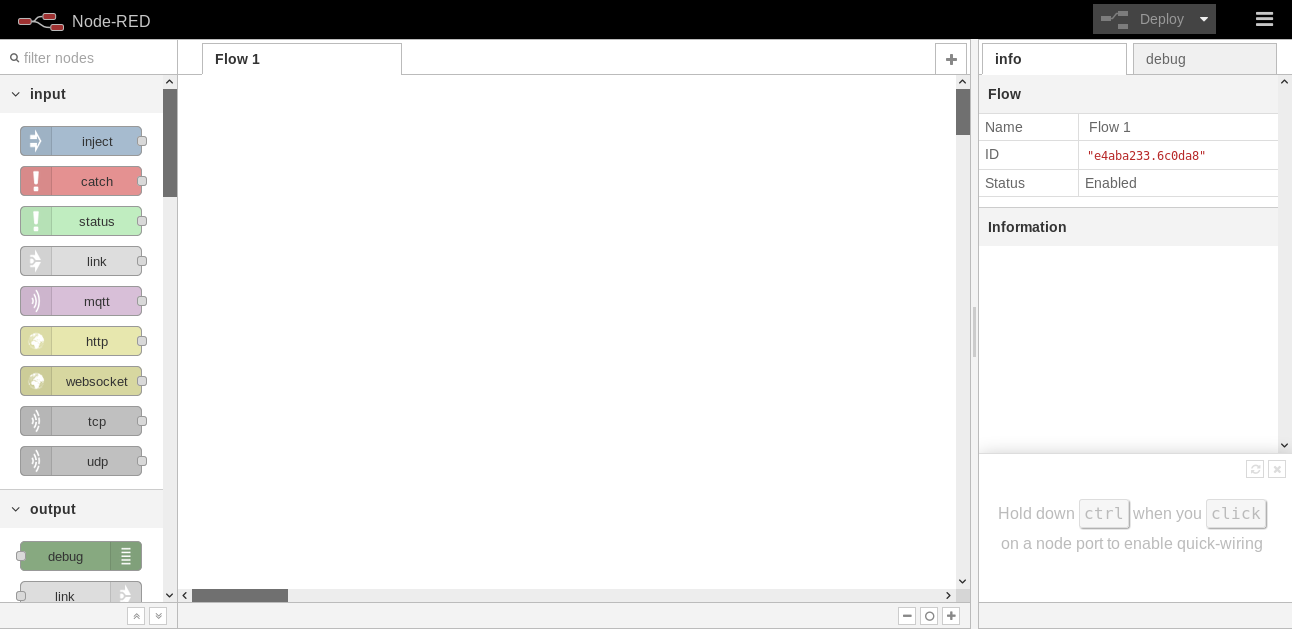 Node-RED
Deploy
filter nodes
Flow 1
info
debug
input
inject
catch
status
link
mqtt
http
websocket
tcp
udp
output
debug
link
Flow
Name Flow 1
ID "e4aba233.6c0da8"
Status Enabled
Information
Hold down ctrl when you click
on a node port to enable quick-wiring